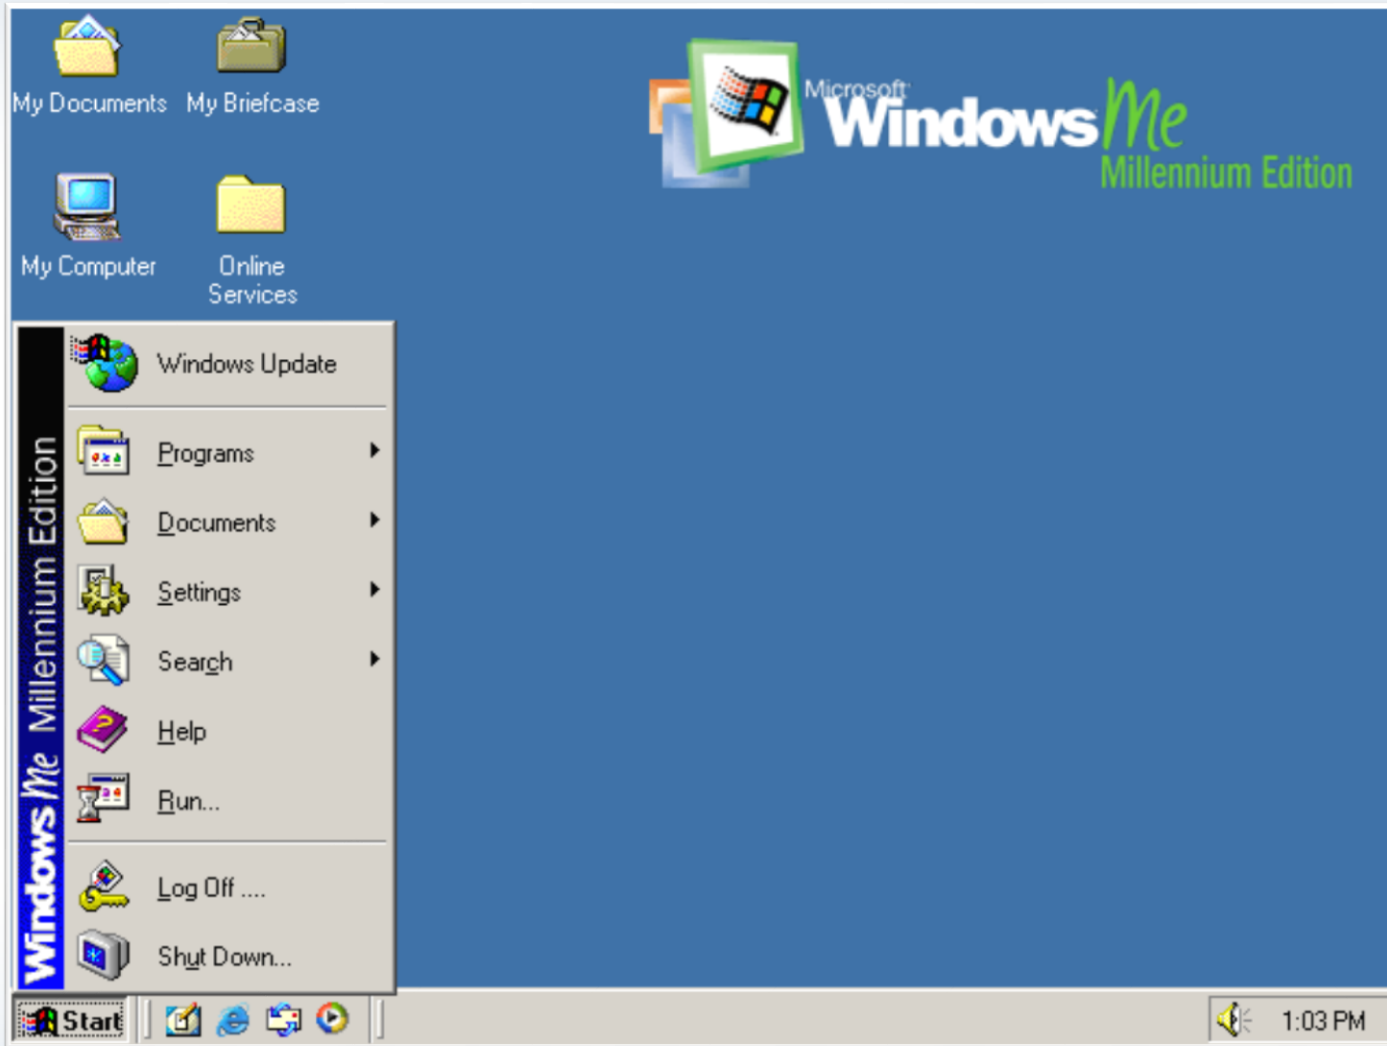 My Documents
My Briefcase
Microsoft
Windows Me
Millennium Edition
My Computer
Online
Services
Windows Me Millennium Edition
Windows Update
Programs
Documents
Settings
Search
Help
Run...
Log Off ....
Shut Down...
Start
1:03 PM